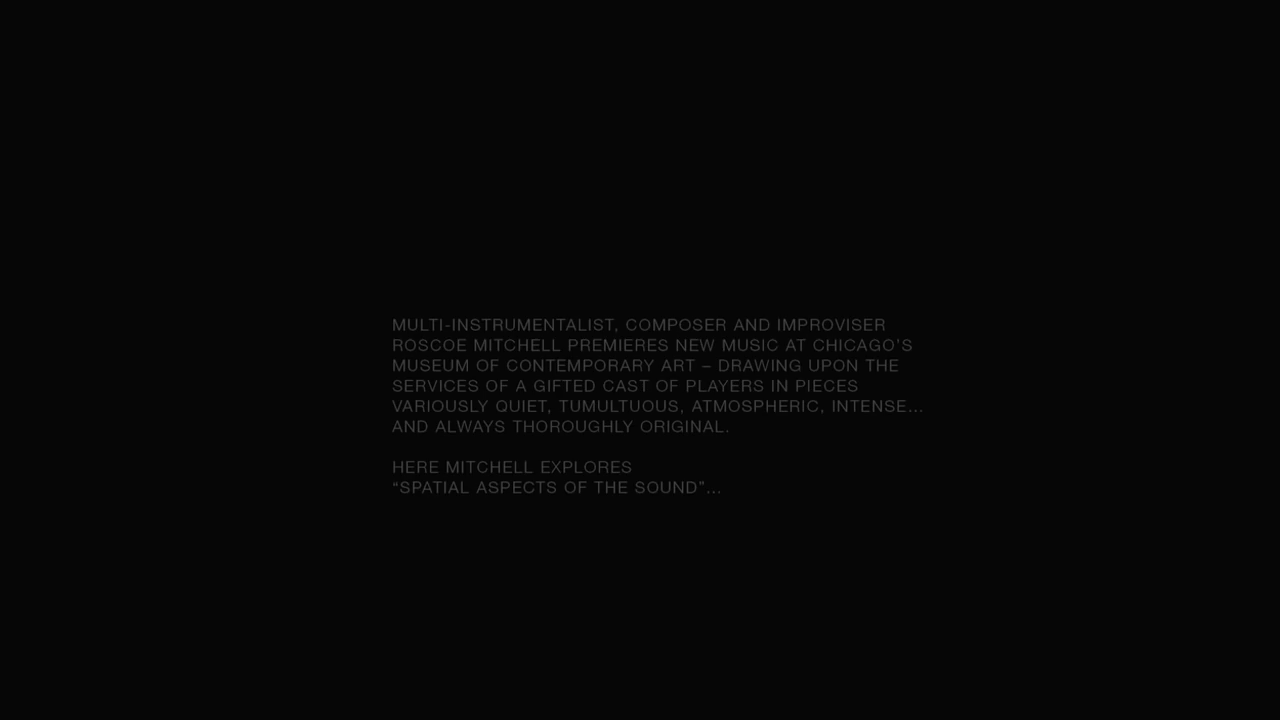 MULTI-INSTRUMENTALIST, COMPOSER AND IMPROVISER
ROSCOE MITCHELL PREMIERES NEW MUSIC AT CHICAGO’S
MUSEUM OF CONTEMPORARY ART – DRAWING UPON THE
SERVICES OF A GIFTED CAST OF PLAYERS IN PIECES
VARIOUSLY QUIET, TUMULTUOUS, ATMOSPHERIC, INTENSE...
AND ALWAYS THOROUGHLY ORIGINAL.
HERE MITCHELL EXPLORES
“SPATIAL ASPECTS OF THE SOUND”...